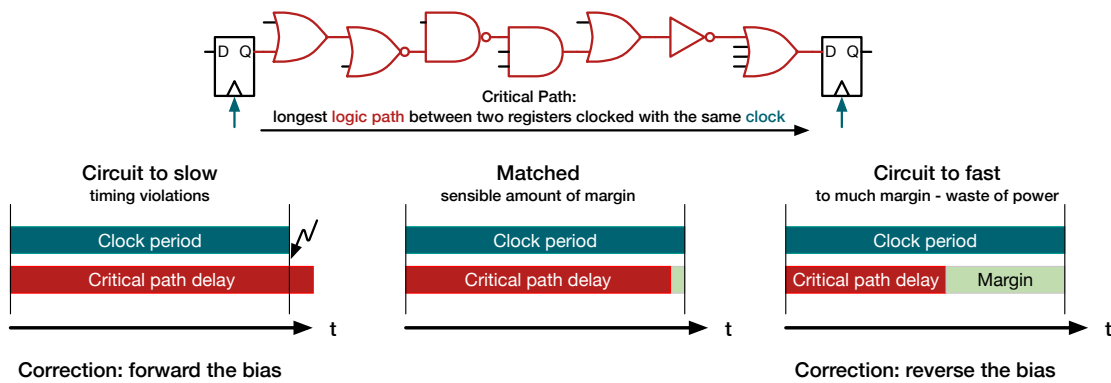 D Q
D Q
Critical Path:
longest logic path between two registers clocked with the same clock
Circuit to slow
timing violations
Clock period
Critical path delay
t
Correction: forward the bias
Matched
sensible amount of margin
Clock period
Critical path delay
t
Circuit to fast
to much margin - waste of power
Clock period
Critical path delay
Margin
t
Correction: reverse the bias